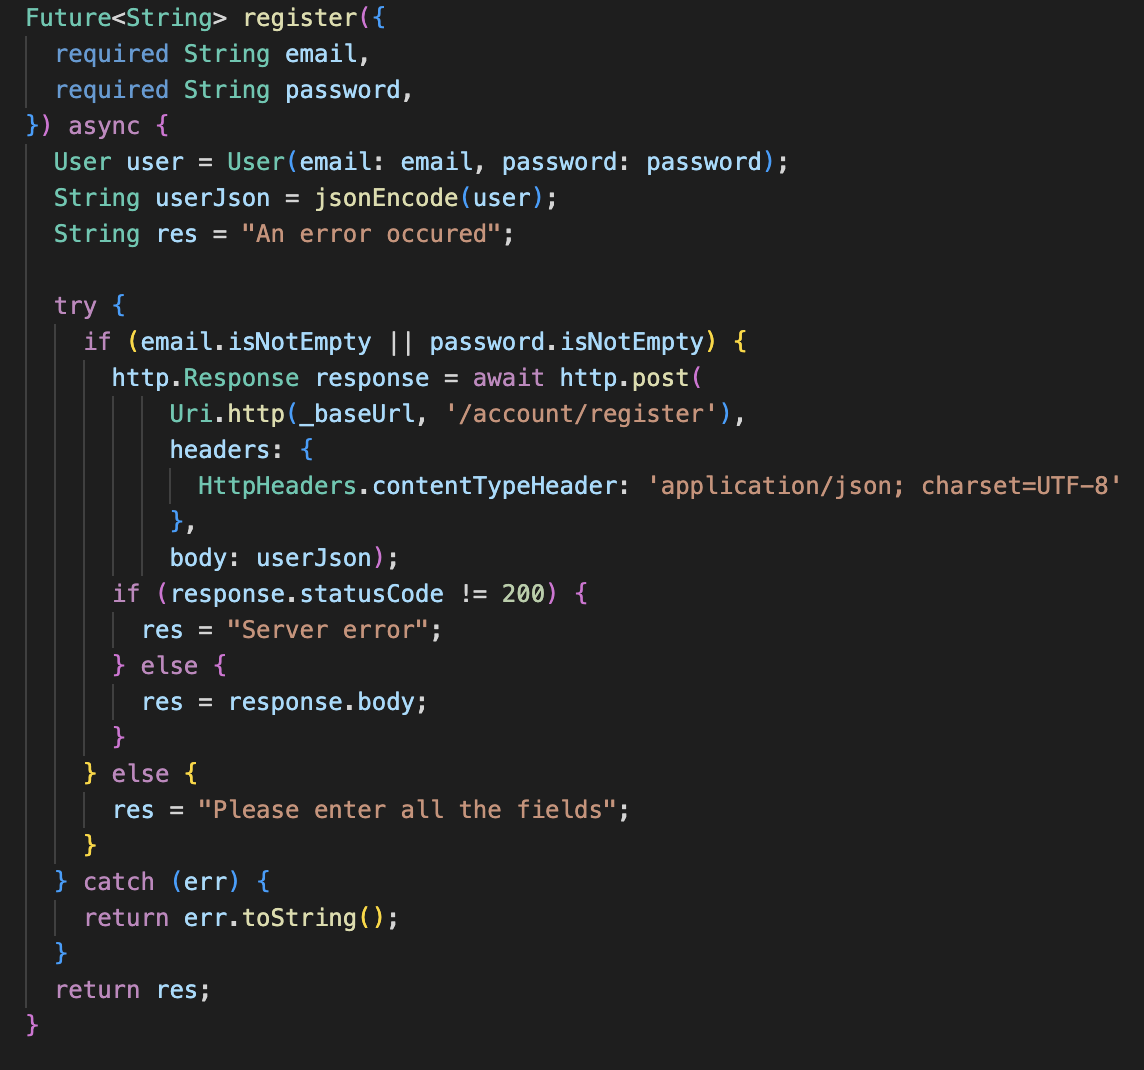 Future<String> register({
  required String email,
  required String password,
}) async {
  User user = User(email: email, password: password);
  String userJson = jsonEncode(user);
  String res = "An error occured";

  try {
    if (email.isNotEmpty || password.isNotEmpty) {
      http.Response response = await http.post(
          Uri.http(_baseUrl, '/account/register'),
          headers: {
            HttpHeaders.contentTypeHeader: 'application/json; charset=UTF-8'
          },
          body: userJson);
      if (response.statusCode != 200) {
        res = "Server error";
      } else {
        res = response.body;
      }
    } else {
      res = "Please enter all the fields";
    }
  } catch (err) {
    return err.toString();
  }
  return res;
}